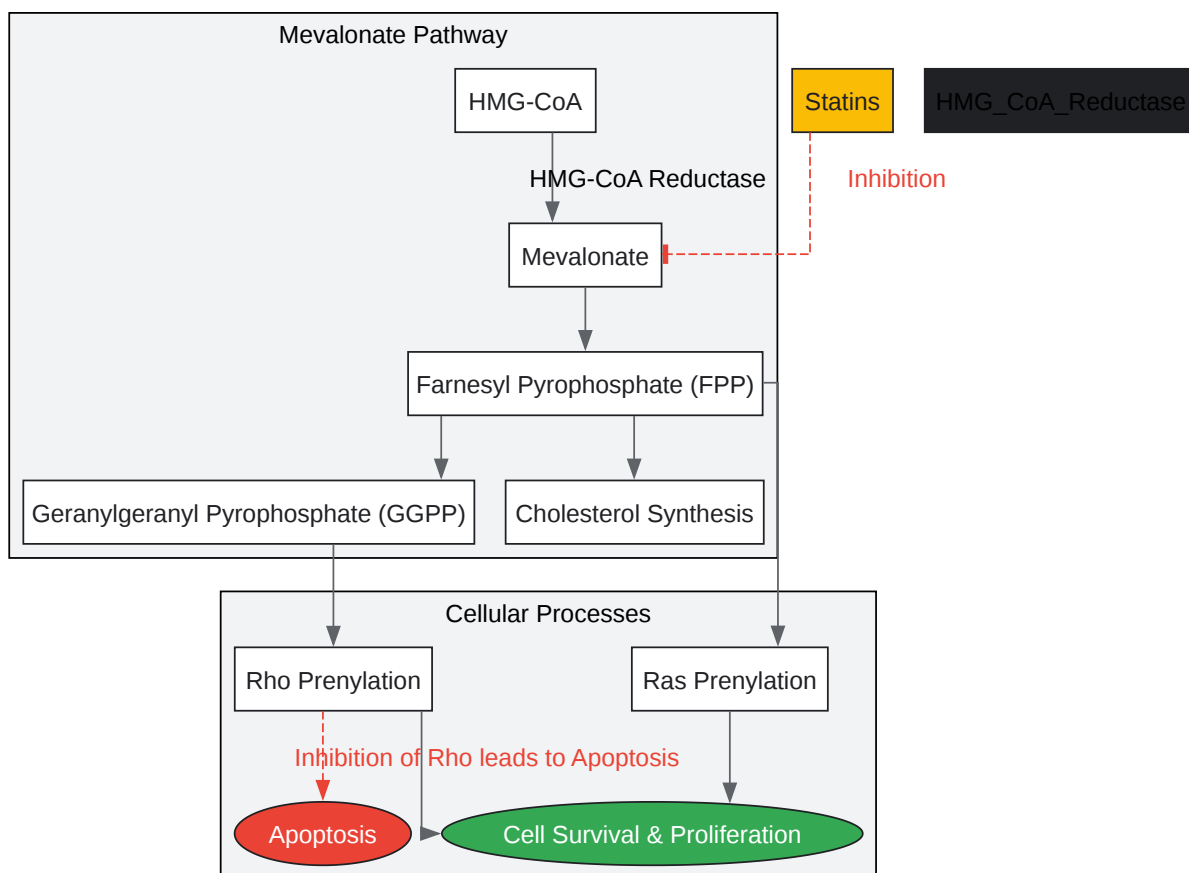 Mevalonate Pathway
HMG-CoA
Statins
HMG_CoA_Reductase
HMG-CoA Reductase
Inhibition
Mevalonate
Farnesyl Pyrophosphate (FPP)
Geranylgeranyl Pyrophosphate (GGPP)
Cholesterol Synthesis
Cellular Processes
Rho Prenylation
Ras Prenylation
Inhibition of Rho leads to Apoptosis
Apoptosis
Cell Survival & Proliferation